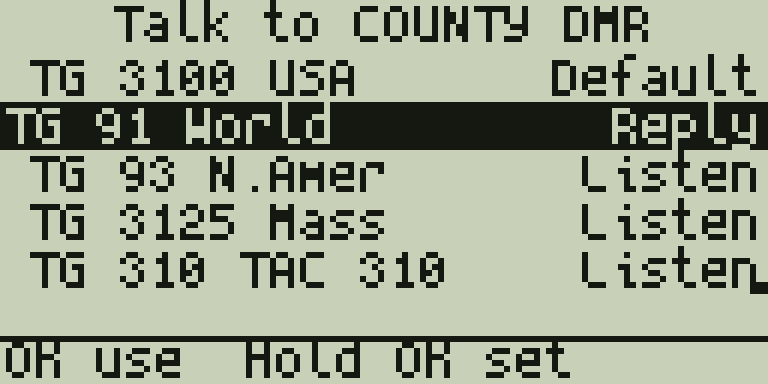 Talk to COUNTY DMR
TG 3100 USA Default
TG 91 World Reply
TG 93 N.Amer Listen
TG 3125 Mass Listen
TG 310 TAC 310 Listen
OK use Hold OK set